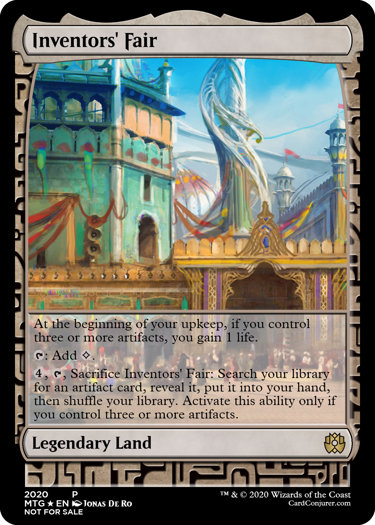 Inventors' Fair
At the beginning of your upkeep, if you control
three or more artifacts, you gain 1 life.
: Add .
4, , Sacrifice Inventors' Fair: Search your library
for an artifact card, reveal it, put it into your hand,
then shuffle your library. Activate this ability only if
you control three or more artifacts.
Legendary Land
2020 P
MTG ★ EN Jonas De Ro
NOT FOR SALE
™ & © 2020 Wizards of the Coast
CardConjurer.com